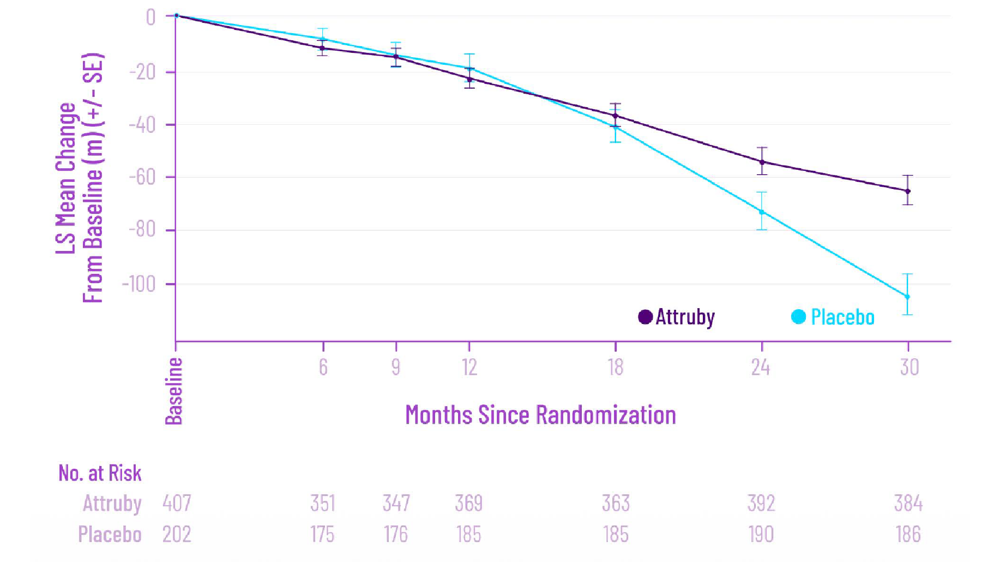 0
-20
-40
-60
-80
-100
LS Mean Change
From Baseline (m) (+/- SE)
Attruby
Placebo
Baseline
6
9
12
18
24
30
Months Since Randomization
No. at Risk
Attruby 407 351 347 369 363 392 384
Placebo 202 175 176 185 185 190 186